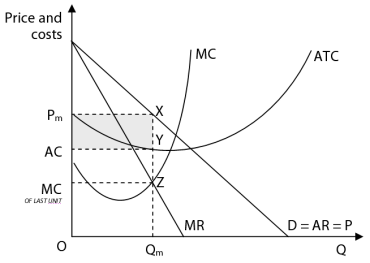 Price and
costs
MC
ATC
Pm
X
Y
AC
Z
MC
OF LAST UNIT
MR
D = AR = P
O
Qm
Q